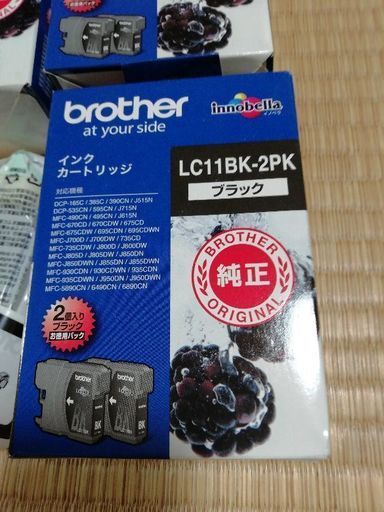 brother
at your side
innobella
イノベラ
インク
カートリッジ
LC11BK-2PK
ブラック
対応機種
DCP-165C / 385C / 390CN / J515N
DCP-535CN / 595CN / J715N
MFC-490CN / 495CN / J615N
MFC-670CD / 670CDW / 675CD
MFC-675CDW / 695CDN / 695CDWN
MFC-J700D / J700DW / 735CD
MFC-735CDW / J800D / J800DW
MFC-J805D / J805DW / J850DN
MFC-J850DWN / J855DN / J855DWN
MFC-930CDN / 930CDWN / 935CDN
MFC-935CDWN / J950DN / J950DWN
MFC-5890CN / 6490CN / 6890CN
BROTHER
純正
ORIGINAL
2個入り
ブラック
お徳用パック
brother
BK
BK